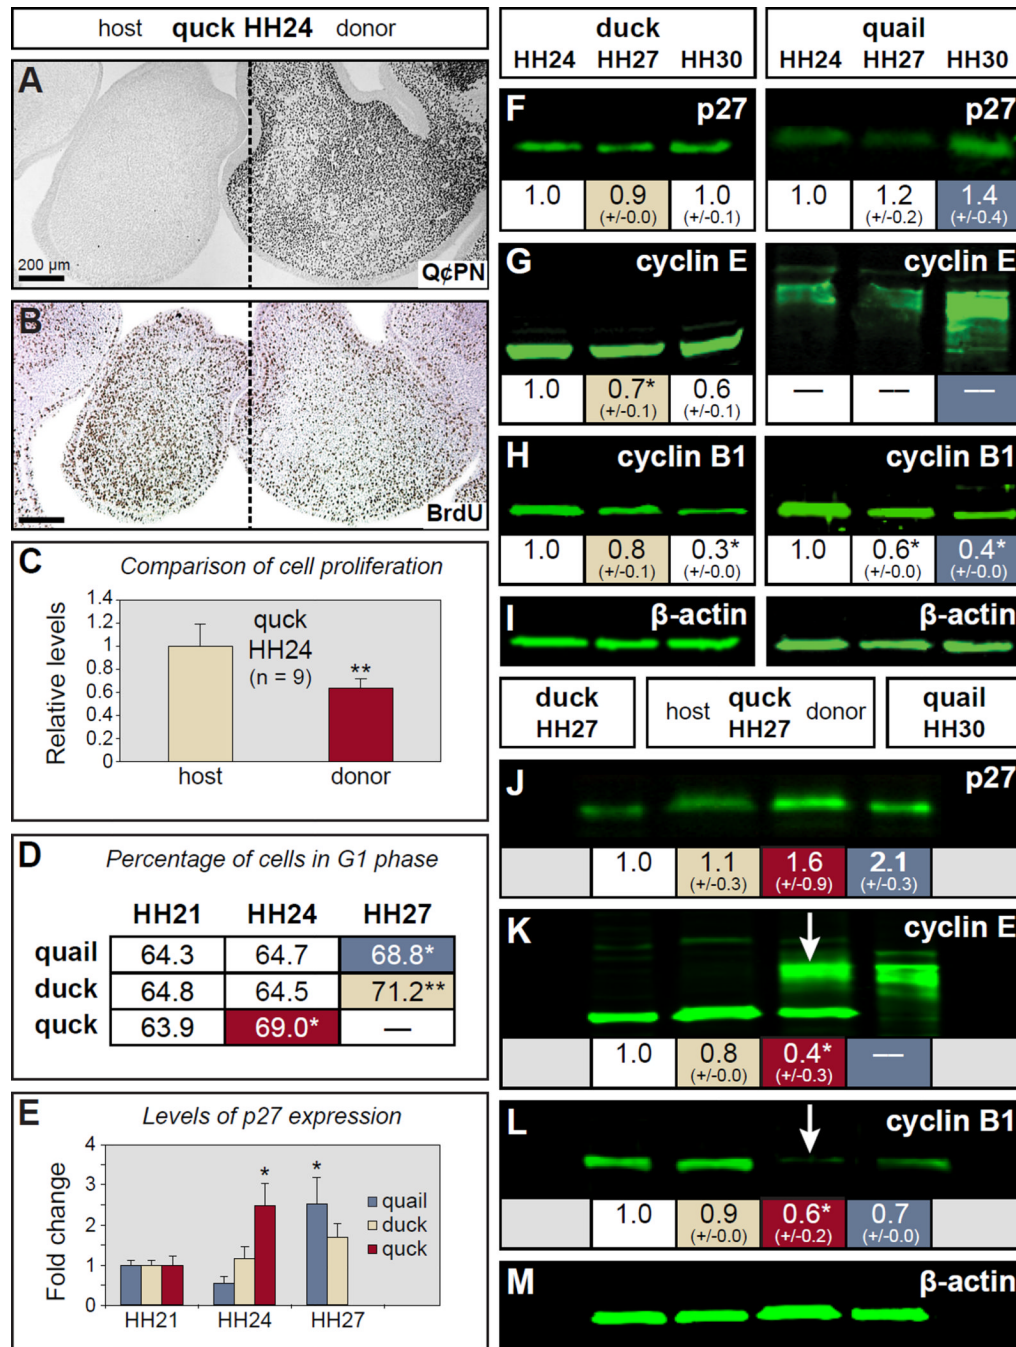 host quck HH24 donor
A
200 µm
Q¢PN
B
BrdU
C Comparison of cell proliferation
Relative levels
1.4
1.2
1
0.8
0.6
0.4
0.2
0
quck
HH24
(n = 9)
**
host donor
D Percentage of cells in G1 phase
HH21 HH24 HH27
quail 64.3 64.7 68.8*
duck 64.8 64.5 71.2**
quck 63.9 69.0* —
E Levels of p27 expression
Fold change
4
3
2
1
0
* *
quail
duck
quck
HH21 HH24 HH27
duck
HH24 HH27 HH30
quail
HH24 HH27 HH30
F p27 p27
1.0 0.9 1.0 1.0 1.2 1.4
(+/-0.0) (+/-0.1) (+/-0.2) (+/-0.4)
G cyclin E cyclin E
1.0 0.7* 0.6 — — —
(+/-0.1) (+/-0.1)
H cyclin B1 cyclin B1
1.0 0.8 0.3* 1.0 0.6* 0.4*
(+/-0.1) (+/-0.0) (+/-0.0) (+/-0.0)
I β-actin β-actin
duck
HH27
host quck donor
HH27
quail
HH30
J p27
1.0 1.1 1.6 2.1
(+/-0.3) (+/-0.9) (+/-0.3)
K cyclin E
1.0 0.8 0.4* —
(+/-0.0) (+/-0.3)
L cyclin B1
1.0 0.9 0.6* 0.7
(+/-0.0) (+/-0.2) (+/-0.0)
M β-actin